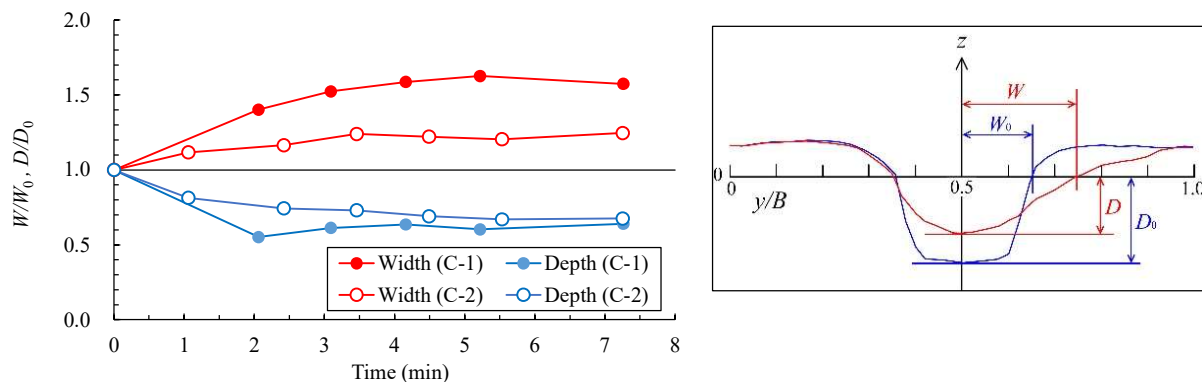 2.0
1.5
1.0
0.5
0.0
W/W0, D/D0
0 1 2 3 4 5 6 7 8
Time (min)
Width (C-1) Depth (C-1)
Width (C-2) Depth (C-2)
z
W
W0
0
0 0.5 1.0
y/B
D D0